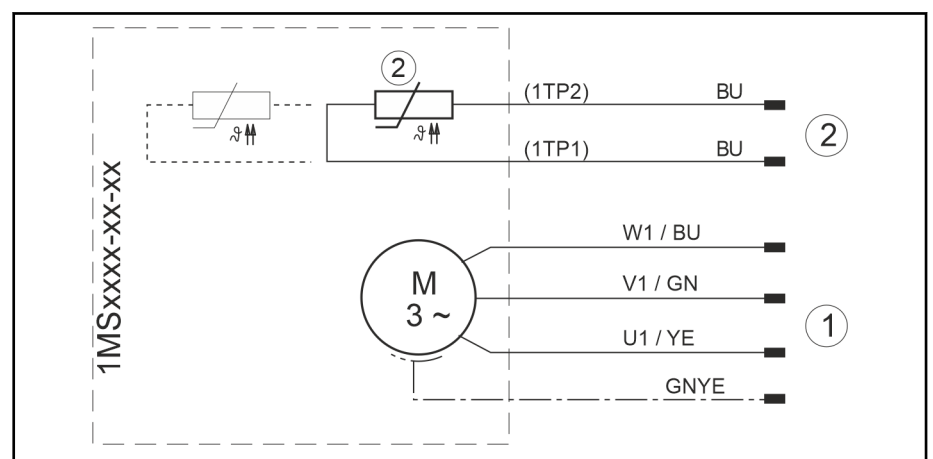 2
(1TP2) BU
ϑ
ϑ
2
(1TP1) BU
1MSxxxx-xx-xx
W1 / BU
M
3 ~
V1 / GN
1
U1 / YE
GNYE